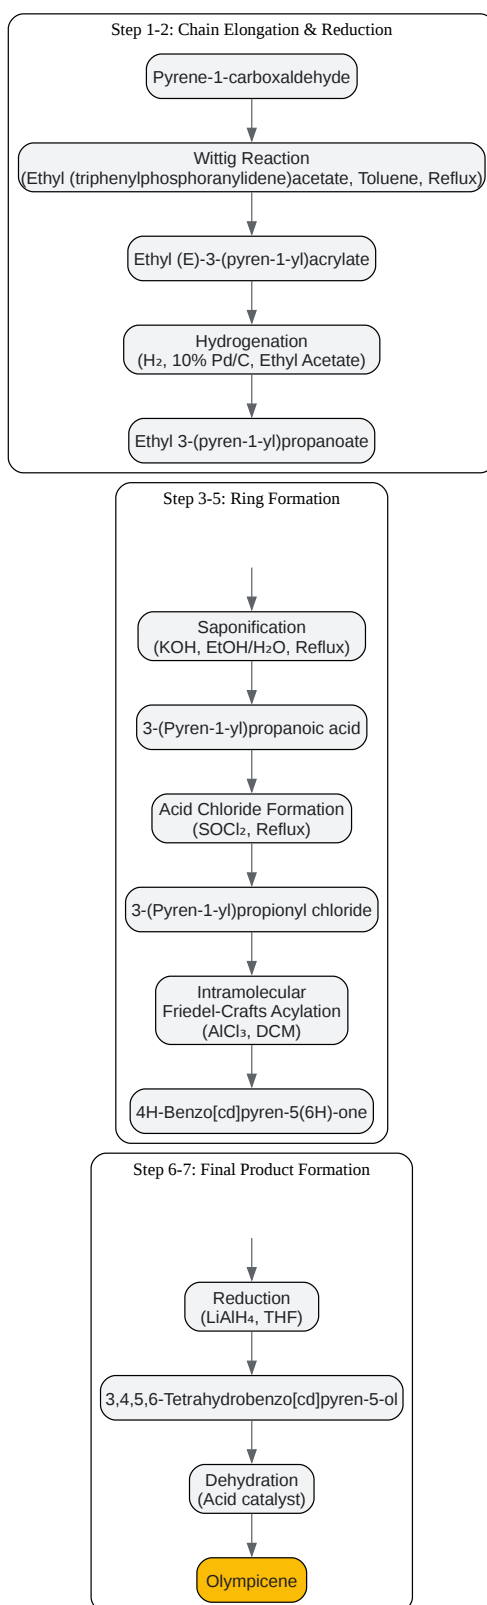 Step 1-2: Chain Elongation & Reduction
Pyrene-1-carboxaldehyde
Wittig Reaction
(Ethyl (triphenylphosphoranylidene)acetate, Toluene, Reflux)
Ethyl (E)-3-(pyren-1-yl)acrylate
Hydrogenation
(H₂, 10% Pd/C, Ethyl Acetate)
Ethyl 3-(pyren-1-yl)propanoate
Step 3-5: Ring Formation
Saponification
(KOH, EtOH/H₂O, Reflux)
3-(Pyren-1-yl)propanoic acid
Acid Chloride Formation
(SOCl₂, Reflux)
3-(Pyren-1-yl)propionyl chloride
Intramolecular
Friedel-Crafts Acylation
(AlCl₃, DCM)
4H-Benzo[cd]pyren-5(6H)-one
Step 6-7: Final Product Formation
Reduction
(LiAlH₄, THF)
3,4,5,6-Tetrahydrobenzo[cd]pyren-5-ol
Dehydration
(Acid catalyst)
Olympicene